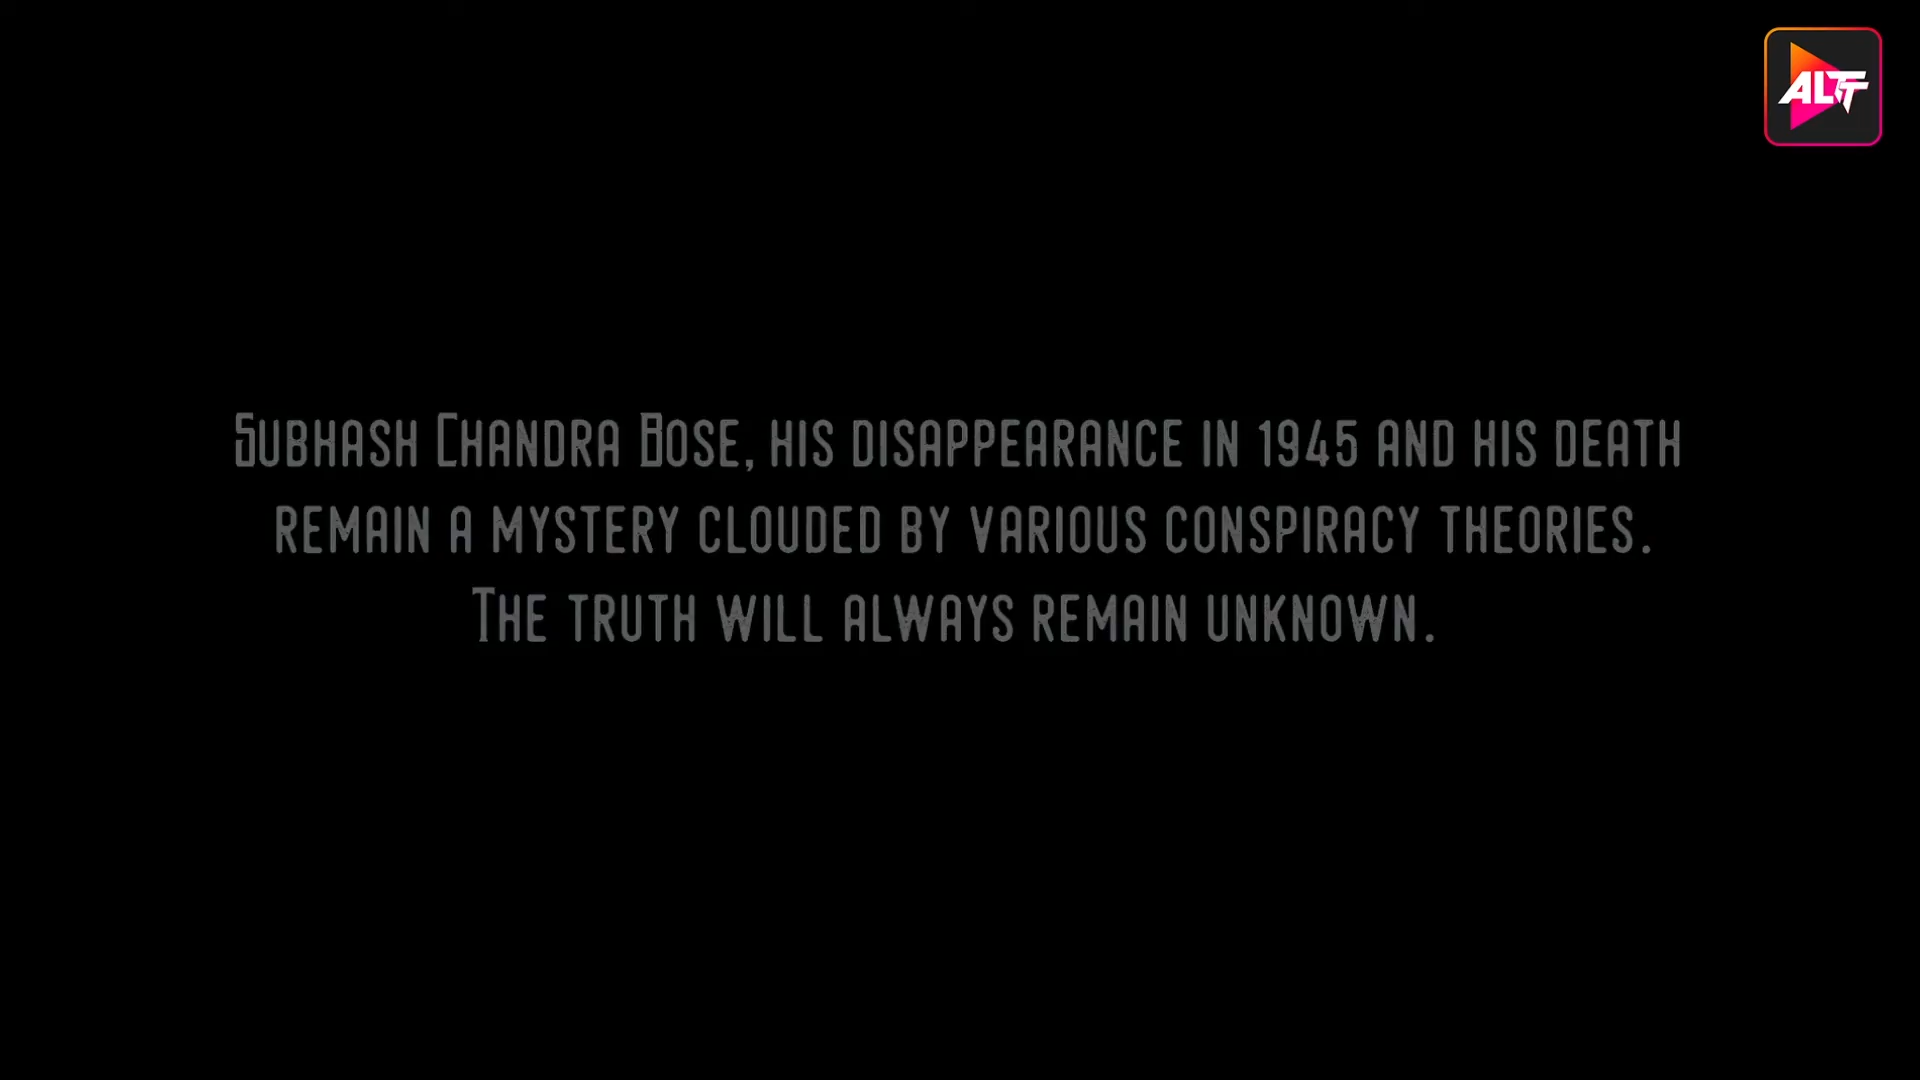 ALTT
Subhash Chandra Bose, his disappearance in 1945 and his death
remain a mystery clouded by various conspiracy theories.
The truth will always remain unknown.